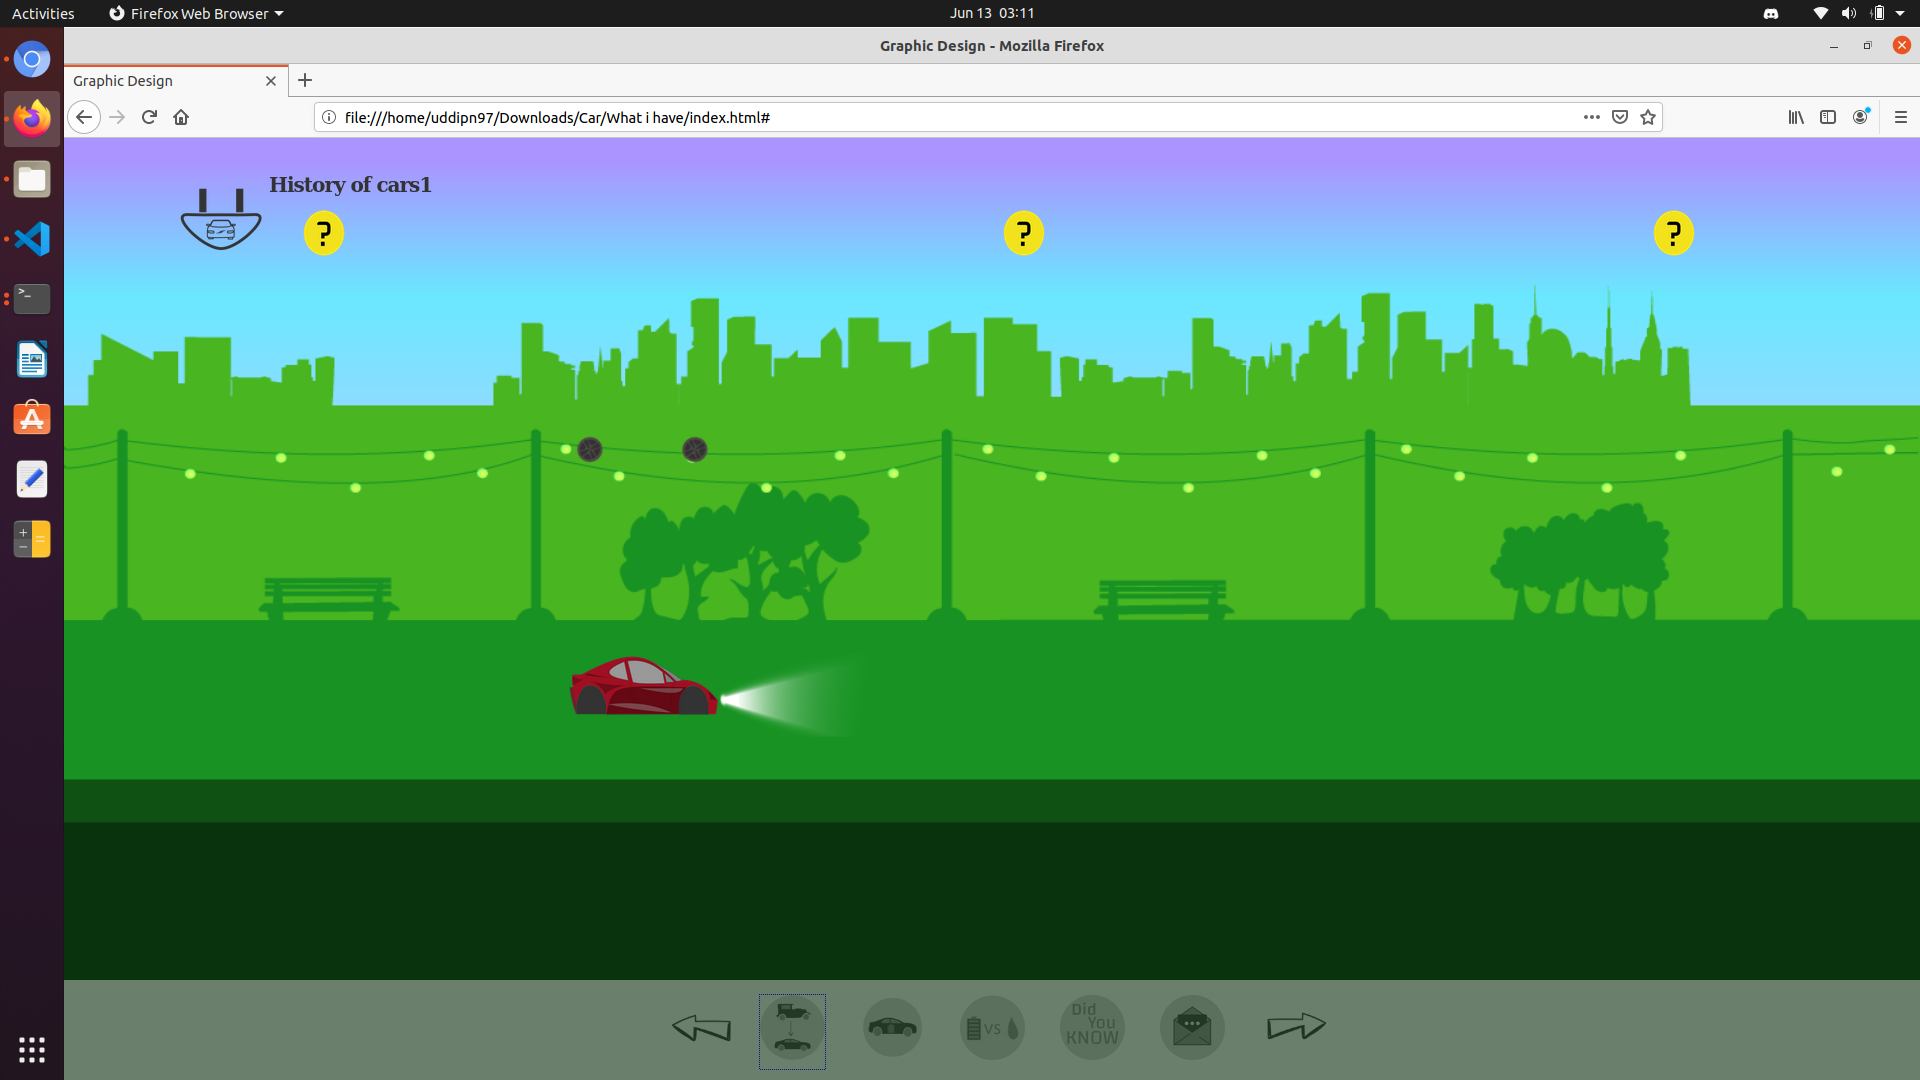 Activities
Firefox Web Browser
Jun 13 03:11
Graphic Design - Mozilla Firefox
Graphic Design
file:///home/uddipn97/Downloads/Car/What i have/index.html#
History of cars1
?
?
?
VS
Did
You
KNOW